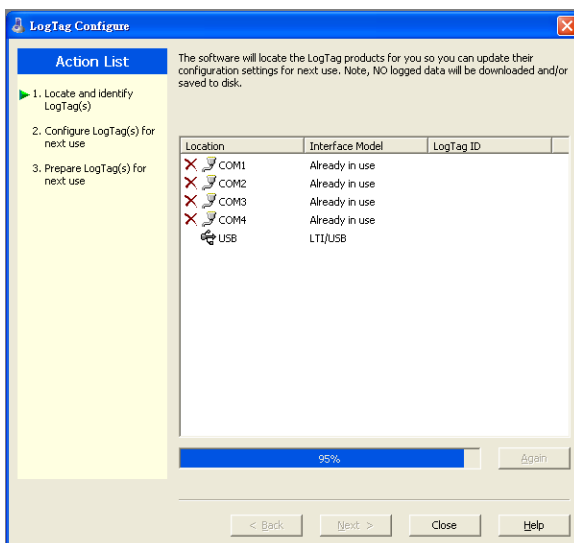 LogTag Configure
Action List
1. Locate and identify
LogTag(s)
2. Configure LogTag(s) for
next use
3. Prepare LogTag(s) for
next use
The software will locate the LogTag products for you so you can update their
configuration settings for next use. Note, NO logged data will be downloaded and/or
saved to disk.
Location Interface Model LogTag ID
COM1 Already in use
COM2 Already in use
COM3 Already in use
COM4 Already in use
USB LTI/USB
95% Again
< Back Next > Close Help